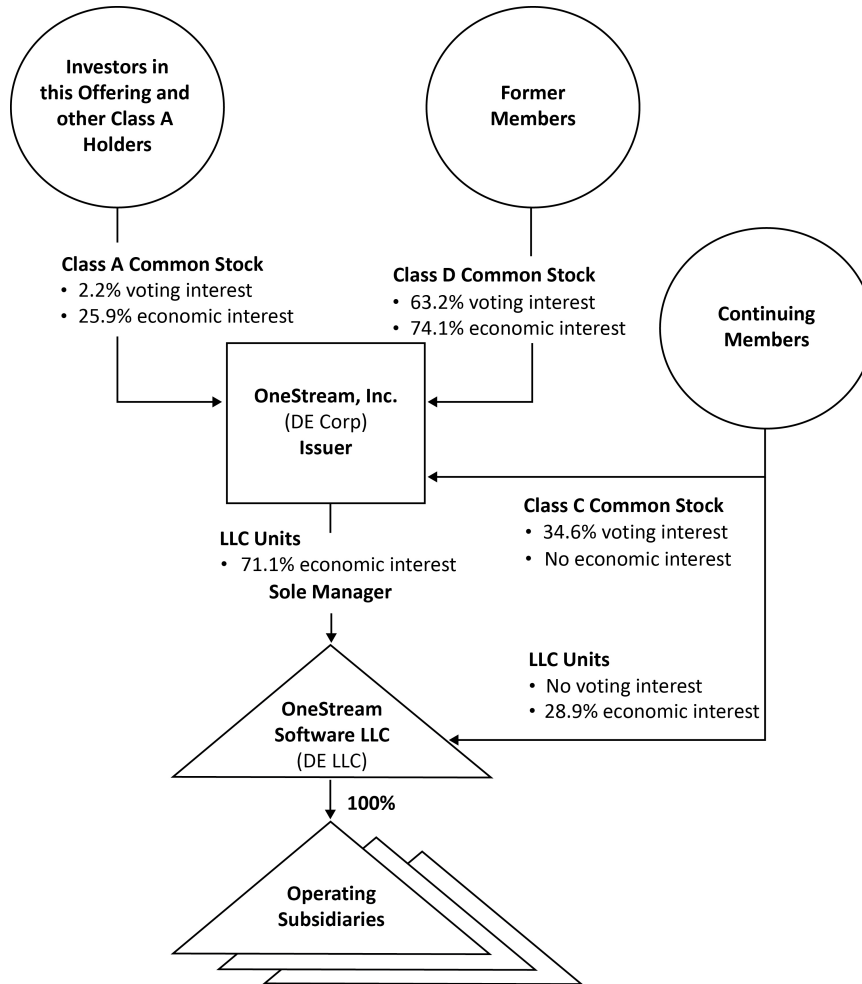 Investors in
this Offering and
other Class A
Holders
Former
Members
Class A Common Stock
• 2.2% voting interest
• 25.9% economic interest
Class D Common Stock
• 63.2% voting interest
• 74.1% economic interest
Continuing
Members
OneStream, Inc.
(DE Corp)
Issuer
Class C Common Stock
• 34.6% voting interest
• No economic interest
LLC Units
• 71.1% economic interest
Sole Manager
LLC Units
• No voting interest
• 28.9% economic interest
OneStream
Software LLC
(DE LLC)
100%
Operating
Subsidiaries